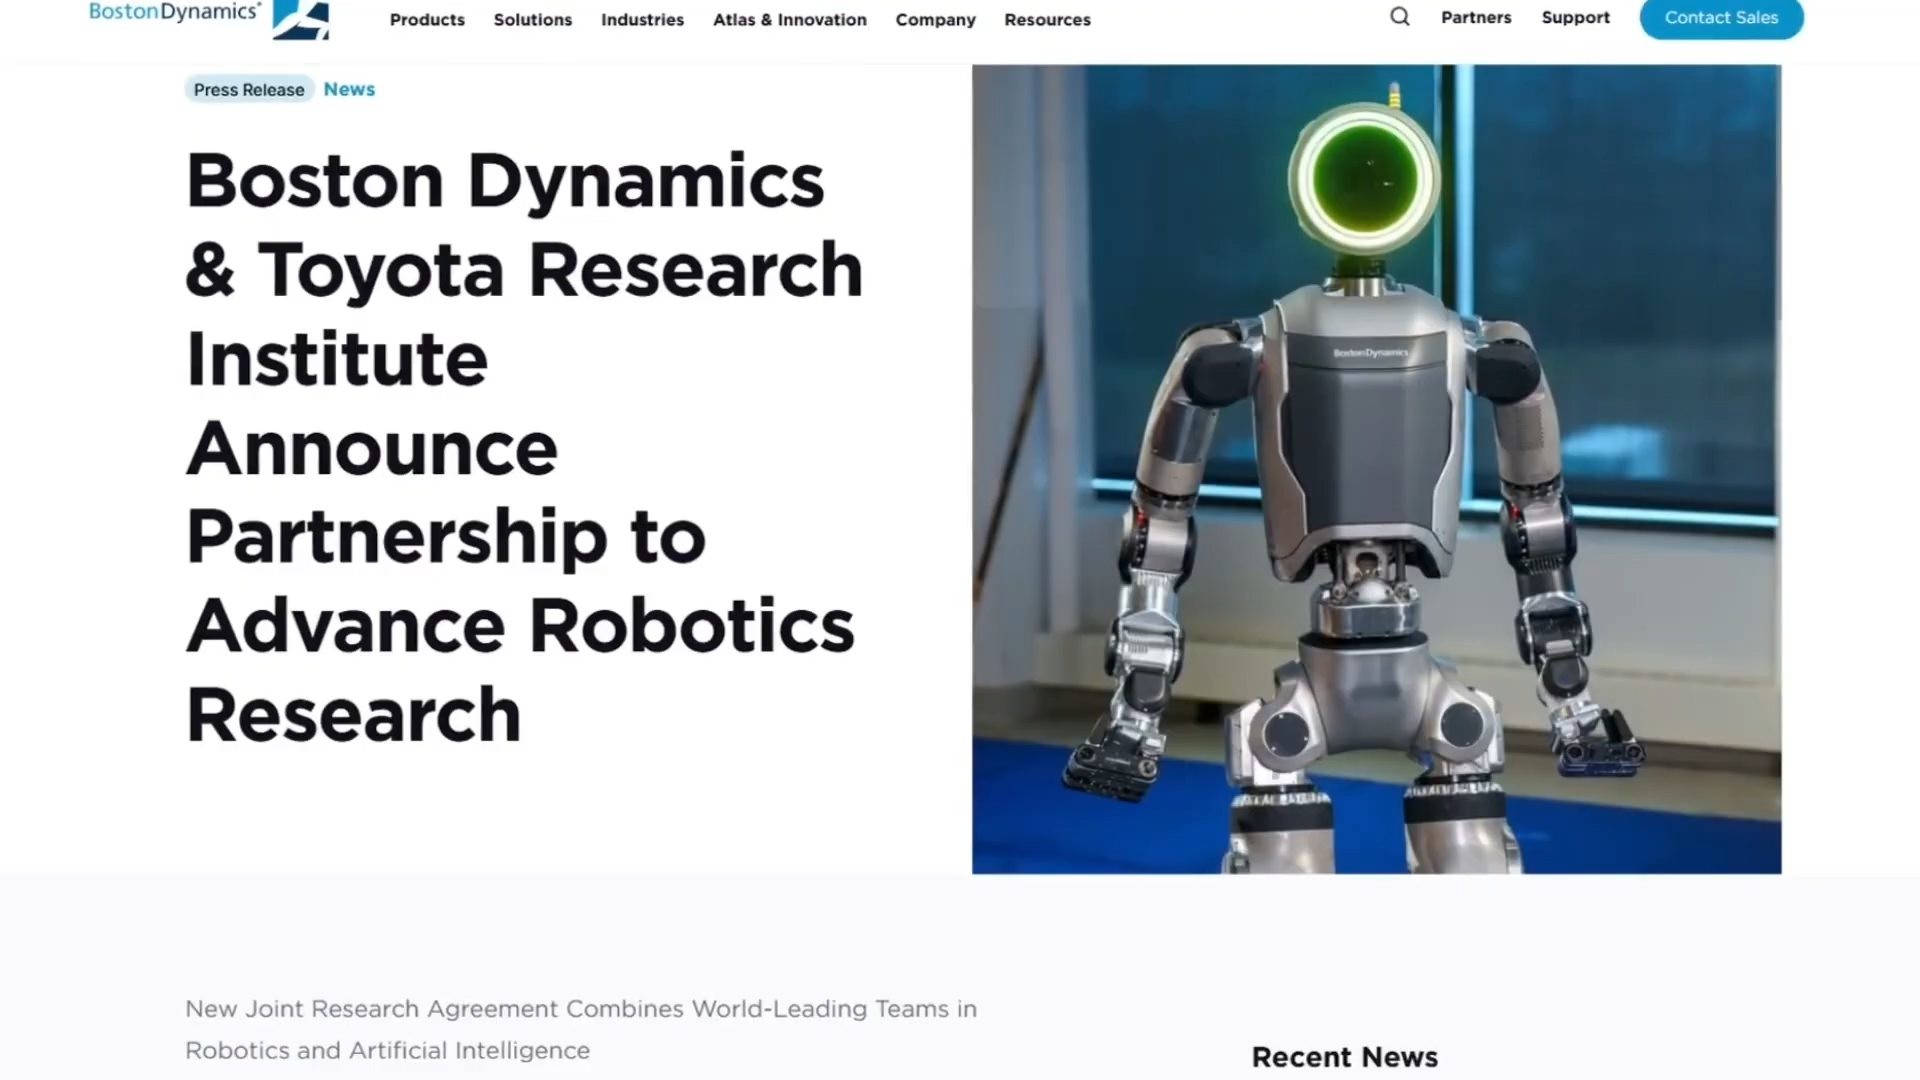 BostonDynamics
Products Solutions Industries Atlas & Innovation Company Resources
Partners Support Contact Sales
Press Release News
Boston Dynamics
& Toyota Research
Institute
Announce
Partnership to
Advance Robotics
Research
BostonDynamics
New Joint Research Agreement Combines World-Leading Teams in
Robotics and Artificial Intelligence
Recent News